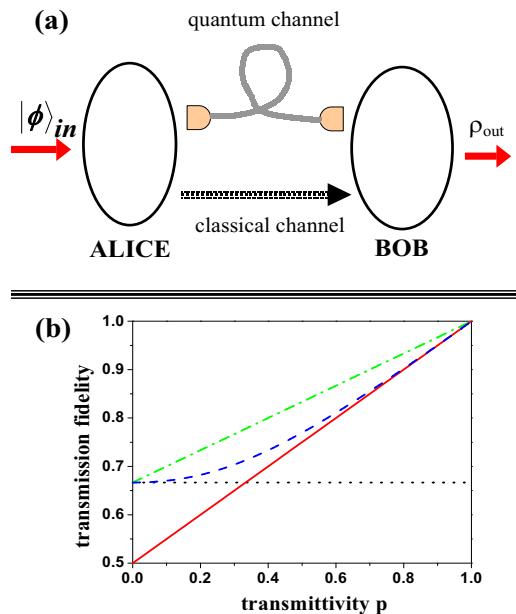 (a)
quantum channel
|ϕ⟩in
ρout
classical channel
ALICE
BOB
(b)
1.0
0.9
0.8
0.7
0.6
0.5
transmission fidelity
0.0 0.2 0.4 0.6 0.8 1.0
transmittivity p